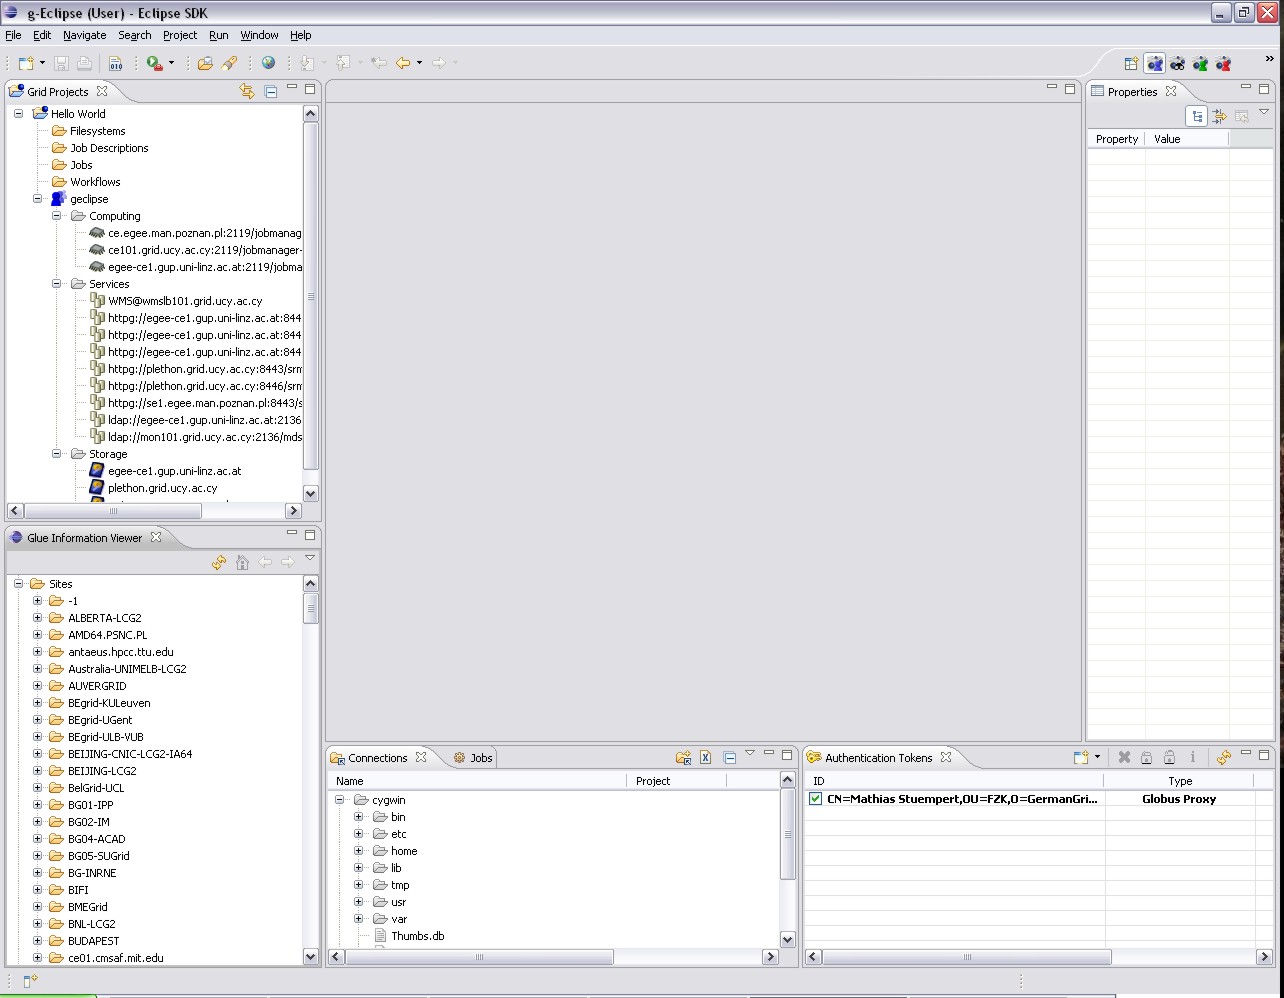 g-Eclipse (User) - Eclipse SDK
File Edit Navigate Search Project Run Window Help
Grid Projects
Hello World
Filesystems
Job Descriptions
Jobs
Workflows
geclipse
Computing
ce.egee.man.poznan.pl:2119/jobmanag
ce101.grid.ucy.ac.cy:2119/jobmanager-
egee-ce1.gup.uni-linz.ac.at:2119/jobma
Services
WMS@wmslb101.grid.ucy.ac.cy
httpg://egee-ce1.gup.uni-linz.ac.at:844
httpg://egee-ce1.gup.uni-linz.ac.at:844
httpg://egee-ce1.gup.uni-linz.ac.at:844
httpg://plethon.grid.ucy.ac.cy:8443/srm
httpg://plethon.grid.ucy.ac.cy:8446/srm
httpg://se1.egee.man.poznan.pl:8443/s
ldap://egee-ce1.gup.uni-linz.ac.at:2136
ldap://mon101.grid.ucy.ac.cy:2136/mds
Storage
egee-ce1.gup.uni-linz.ac.at
plethon.grid.ucy.ac.cy
Properties
Property Value
Glue Information Viewer
Sites
-1
ALBERTA-LCG2
AMD64.PSNC.PL
antaeus.hpcc.ttu.edu
Australia-UNIMELB-LCG2
AUVERGRID
BEgrid-KULeuven
BEgrid-UGent
BEgrid-ULB-VUB
BEIJING-CNIC-LCG2-IA64
BEIJING-LCG2
BelGrid-UCL
BG01-IPP
BG02-IM
BG04-ACAD
BG05-SUGrid
BG-INRNE
BIFI
BMEGrid
BNL-LCG2
BUDAPEST
ce01.cmsaf.mit.edu
Connections Jobs
Name Project
cygwin
bin
etc
home
lib
tmp
usr
var
Thumbs.db
Authentication Tokens
ID Type
CN=Mathias Stuempert,OU=FZK,O=GermanGri... Globus Proxy